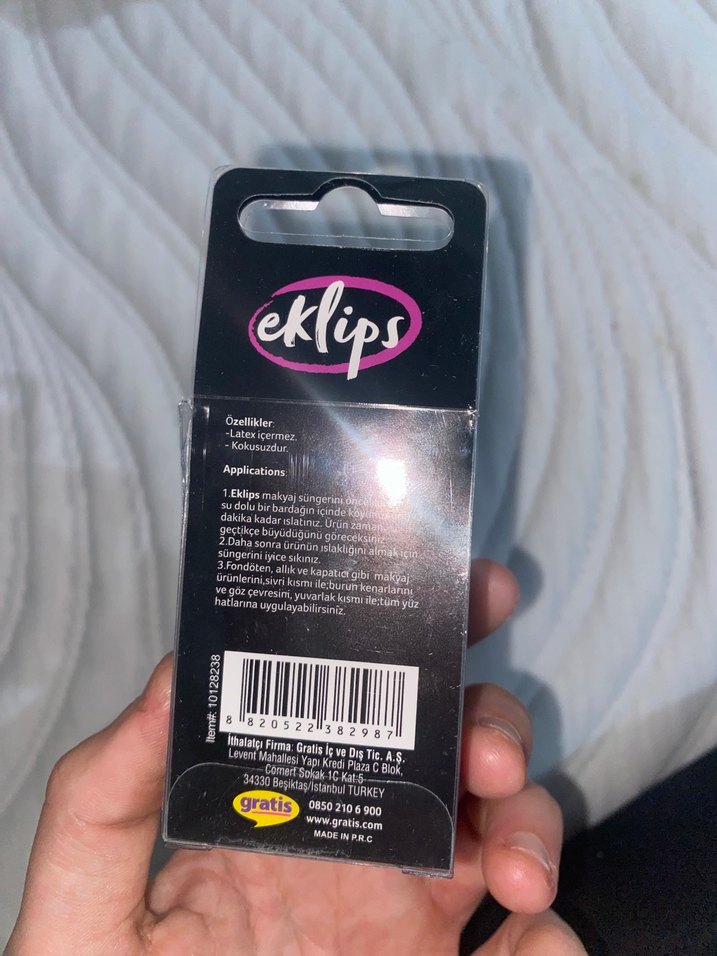 eklips
Özellikler:
-Latex içermez.
- Kokusuzdur.
Applications:
1.Eklips makyaj süngerini önce
su dolu bir bardağın içinde koyun
dakika kadar ıslatınız. Ürün zaman
geçtikçe büyüdüğünü göreceksiniz.
2.Daha sonra ürünün ıslaklığını almak için
süngerini iyice sıkınız.
3.Fondöten, allık ve kapatıcı gibi makyaj
ürünlerini,sivri kısmı ile;burun kenarlarını
ve göz çevresini, yuvarlak kısmı ile;tüm yüz
hatlarına uygulayabilirsiniz.
Item#: 10128238
8 820522 382987
İthalatçı Firma: Gratis İç ve Dış Tic. A.Ş.
Levent Mahallesi Yapı Kredi Plaza C Blok,
Cömert Sokak 1C Kat:5
34330 Beşiktaş/İstanbul TURKEY
gratis
0850 210 6 900
www.gratis.com
MADE IN P.R.C